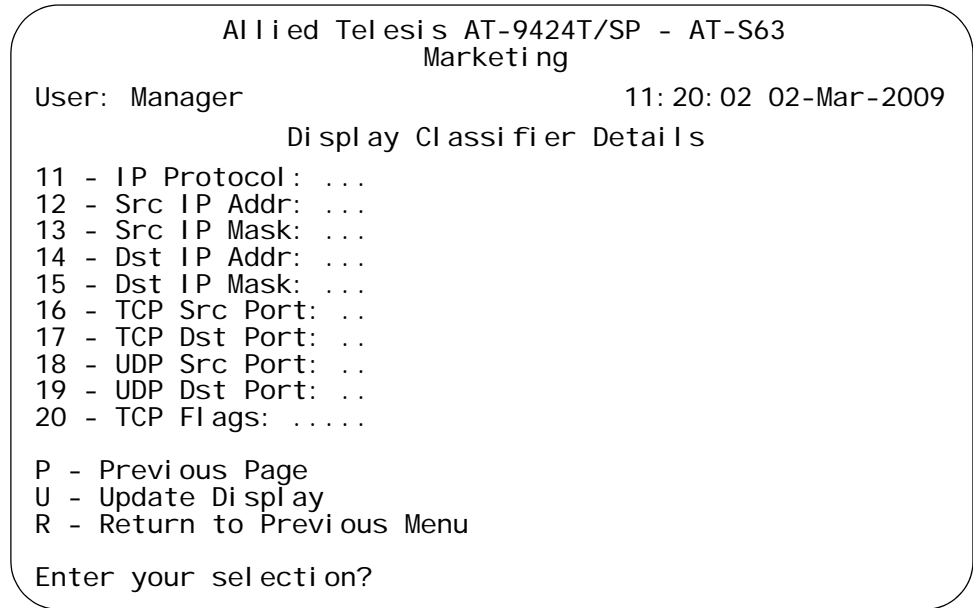 Allied Telesis AT-9424T/SP - AT-S63
Marketing
User: Manager 11:20:02 02-Mar-2009
Display Classifier Details
11 - IP Protocol: ...
12 - Src IP Addr: ...
13 - Src IP Mask: ...
14 - Dst IP Addr: ...
15 - Dst IP Mask: ...
16 - TCP Src Port: ..
17 - TCP Dst Port: ..
18 - UDP Src Port: ..
19 - UDP Dst Port: ..
20 - TCP Flags: .....
P - Previous Page
U - Update Display
R - Return to Previous Menu
Enter your selection?